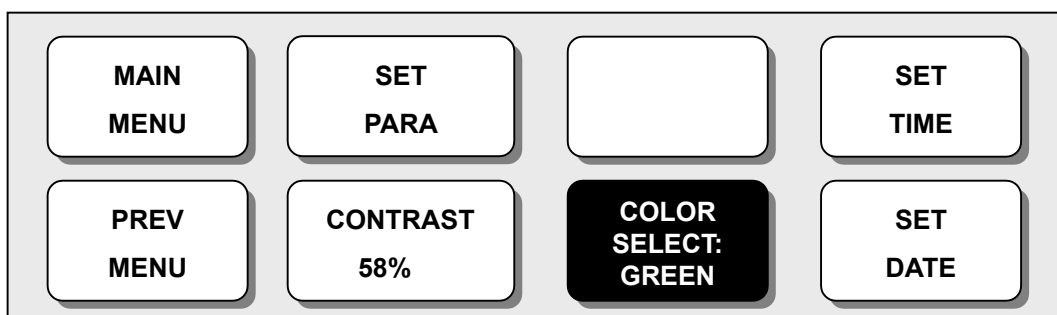 MAIN
MENU
SET
PARA
SET
TIME
PREV
MENU
CONTRAST
58%
COLOR
SELECT:
GREEN
SET
DATE